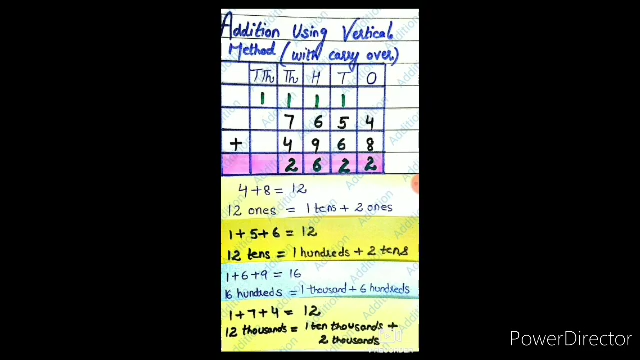 Addition Using Vertical
Method (with carry over)
TTh Th H T O
1 1 1 1
7 6 5 4
+ 4 9 6 8
2 6 2 2
4+8=12
12 ones = 1 tens + 2 ones
1+5+6=12
12 tens = 1 hundreds + 2 tens
1+6+9=16
16 hundreds = 1 thousand + 6 hundreds
1+7+4=12
12 thousands = 1 ten thousands +
2 thousands
PowerDirector